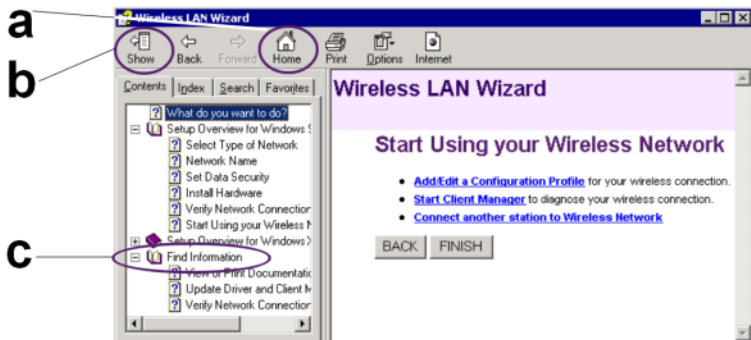 a
b
c
Wireless LAN Wizard
Show Back Forward Home Print Options Internet
Contents Index Search Favorites
What do you want to do?
Setup Overview for Windows
Select Type of Network
Network Name
Set Data Security
Install Hardware
Verify Network Connection
Start Using your Wireless
Setup Overview for Windows
Find Information
View or Print
Update Driver and Client
Verify Network Connection
Wireless LAN Wizard
Start Using your Wireless Network
Add/Edit a Configuration Profile for your wireless connection.
Start Client Manager to diagnose your wireless connection.
Connect another station to Wireless Network
BACK FINISH